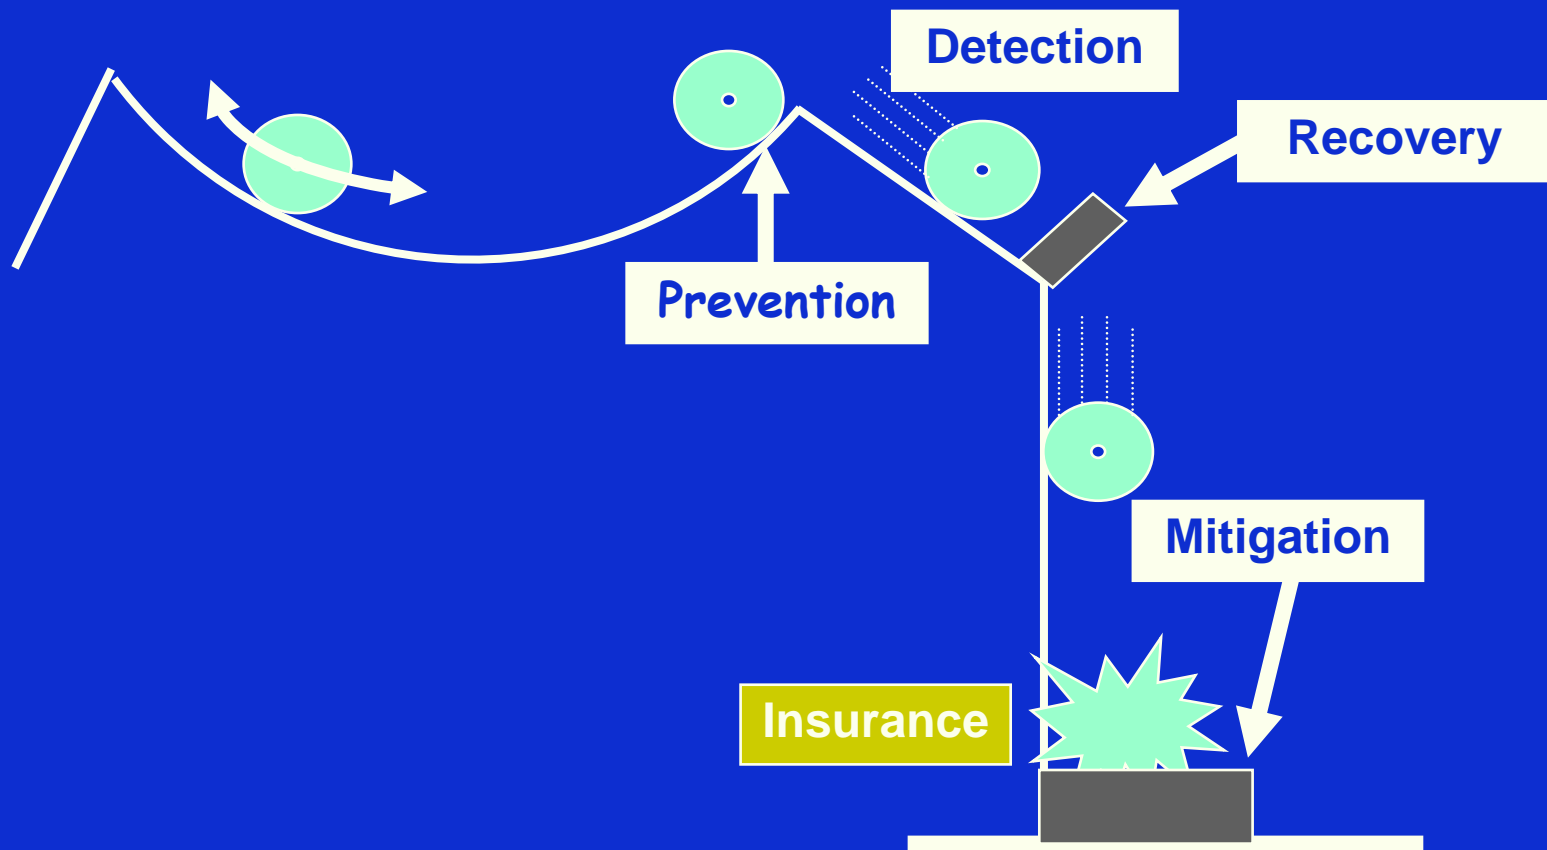 Detection
Recovery
Prevention
Mitigation
Insurance